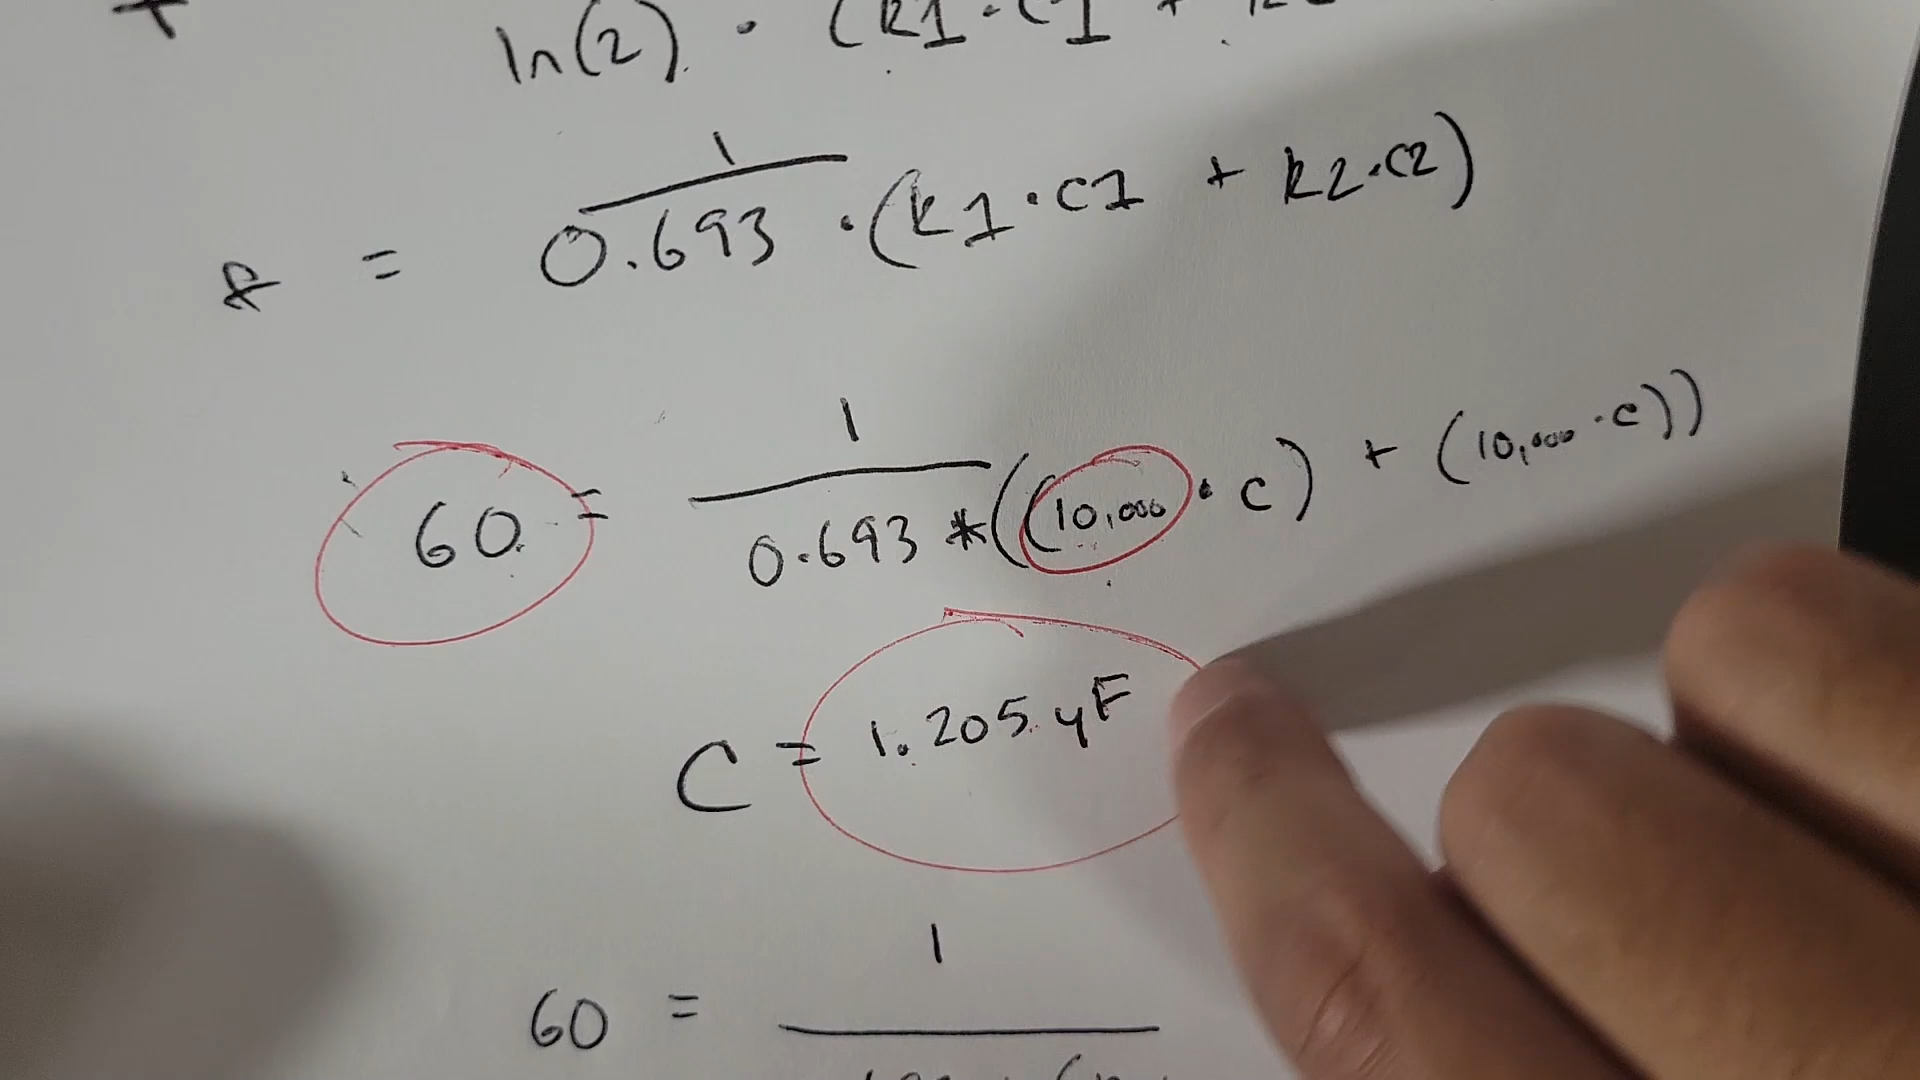 ln(2) · (R1 · C1 +
1
f = 0.693 · (R1 · C1 + R2 · C2)
1
60 = 0.693 * ((10,000 · C) + (10,000 · C))
C = 1.205 μF
1
60 =